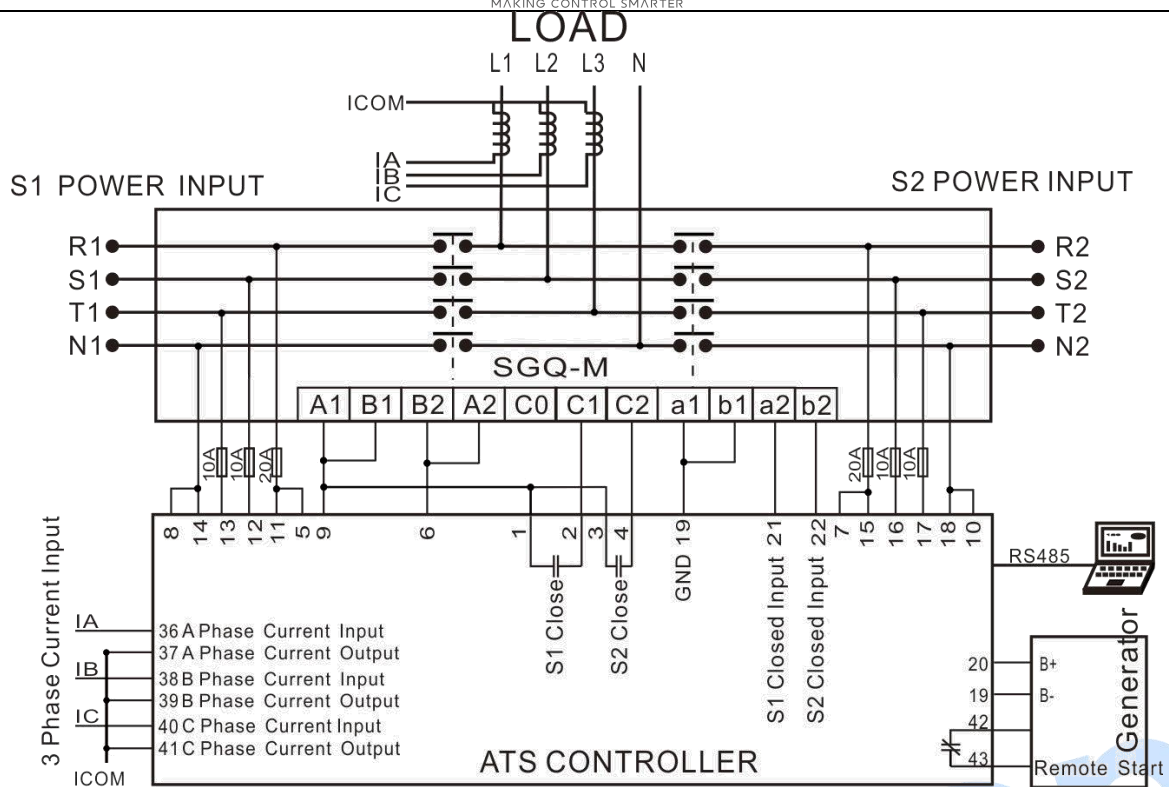 MAKING CONTROL SMARTER
LOAD
L1 L2 L3 N
ICOM
IA
IB
IC
S1 POWER INPUT
S2 POWER INPUT
R1
S1
T1
N1
R2
S2
T2
N2
SGQ-M
A1 B1 B2 A2 C0 C1 C2 a1 b1 a2 b2
10A 10A 20A
20A 10A 10A
8 14 13 12 11 5 9 6 1 2 3 4 GND 19 21 22 7 15 16 17 18 10
S1 Close
S2 Close
S1 Closed Input
S2 Closed Input
RS485
3 Phase Current Input
IA
IB
IC
ICOM
36 A Phase Current Input
37 A Phase Current Output
38 B Phase Current Input
39 B Phase Current Output
40 C Phase Current Input
41 C Phase Current Output
ATS CONTROLLER
20
19
42
43
B+
B-
Generator
Remote Start